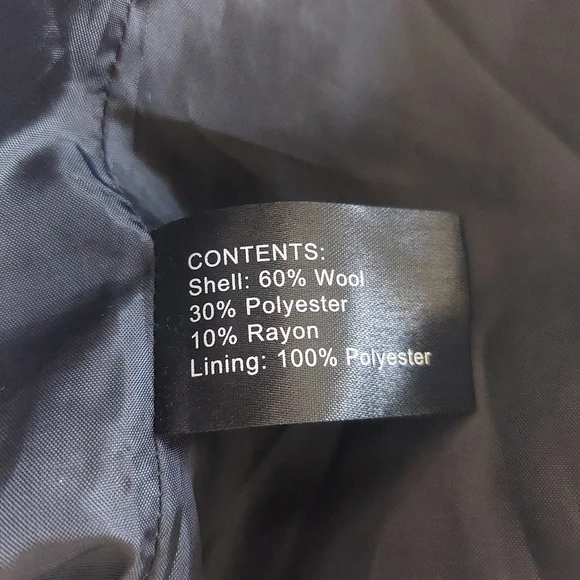 CONTENTS:
Shell: 60% Wool
30% Polyester
10% Rayon
Lining: 100% Polyester